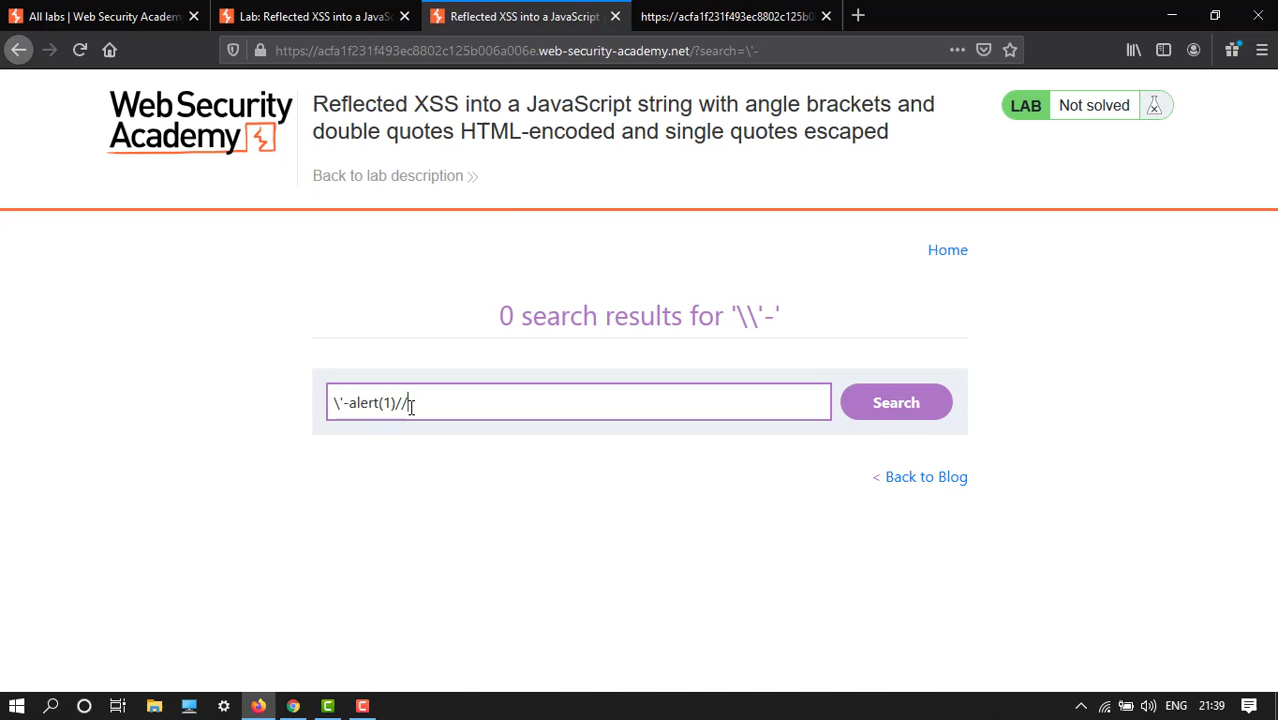 All labs | Web Security Academ
Lab: Reflected XSS into a JavaSc
Reflected XSS into a JavaScript
https://acfa1f231f493ec8802c125b0
https://acfa1f231f493ec8802c125b006a006e.web-security-academy.net/?search=\'-
Web Security
Academy
Reflected XSS into a JavaScript string with angle brackets and
double quotes HTML-encoded and single quotes escaped
LAB
Not solved
Back to lab description
Home
0 search results for '\\'-'
\'-alert(1)//
Search
< Back to Blog
ENG
21:39